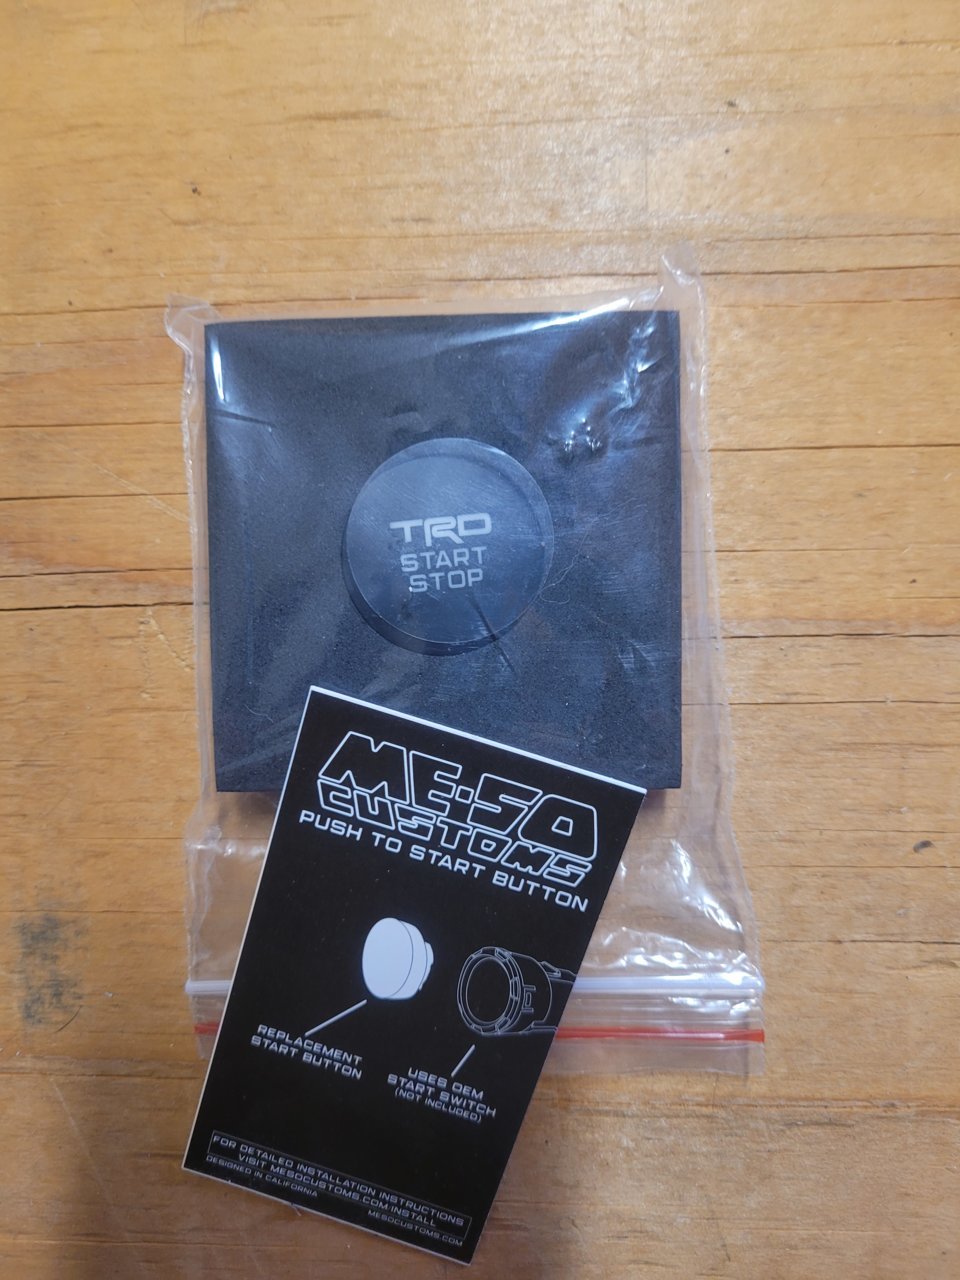 TRD
START
STOP
ME·SO
CUSTOMS
PUSH TO START BUTTON
REPLACEMENT
START BUTTON
USES OEM
START SWITCH
(NOT INCLUDED)
FOR DETAILED INSTALLATION INSTRUCTIONS
VISIT MESOCUSTOMS.COM/INSTALL
DESIGNED IN CALIFORNIA
MESOCUSTOMS.COM